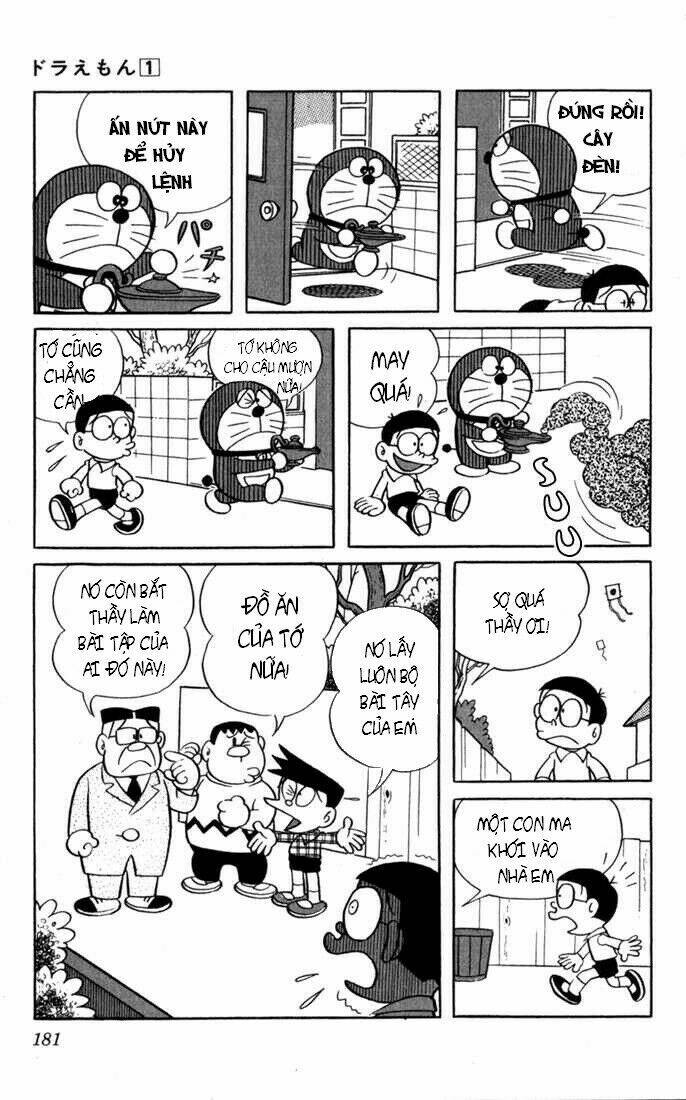 ドラえもん1
ĐÚNG RỒI!
CÂY
ĐÈN!
ẤN NÚT NÀY
ĐỂ HỦY
LỆNH
パチ
MAY
QUÁ!
TỚ KHÔNG
CHO CẬU MƯỢN
NỮA!
TỚ CŨNG
CHẲNG
CẦN
SỢ QUÁ
THẦY ƠI!
MỘT CON MA
KHÓI VÀO
NHÀ EM
NÓ LẤY
LUÔN BỘ
BÀI TÂY
CỦA EM
ĐỒ ĂN
CỦA TỚ
NỮA!
NÓ CÒN BẮT
THẦY LÀM
BÀI TẬP CỦA
AI ĐÓ NÀY!
181